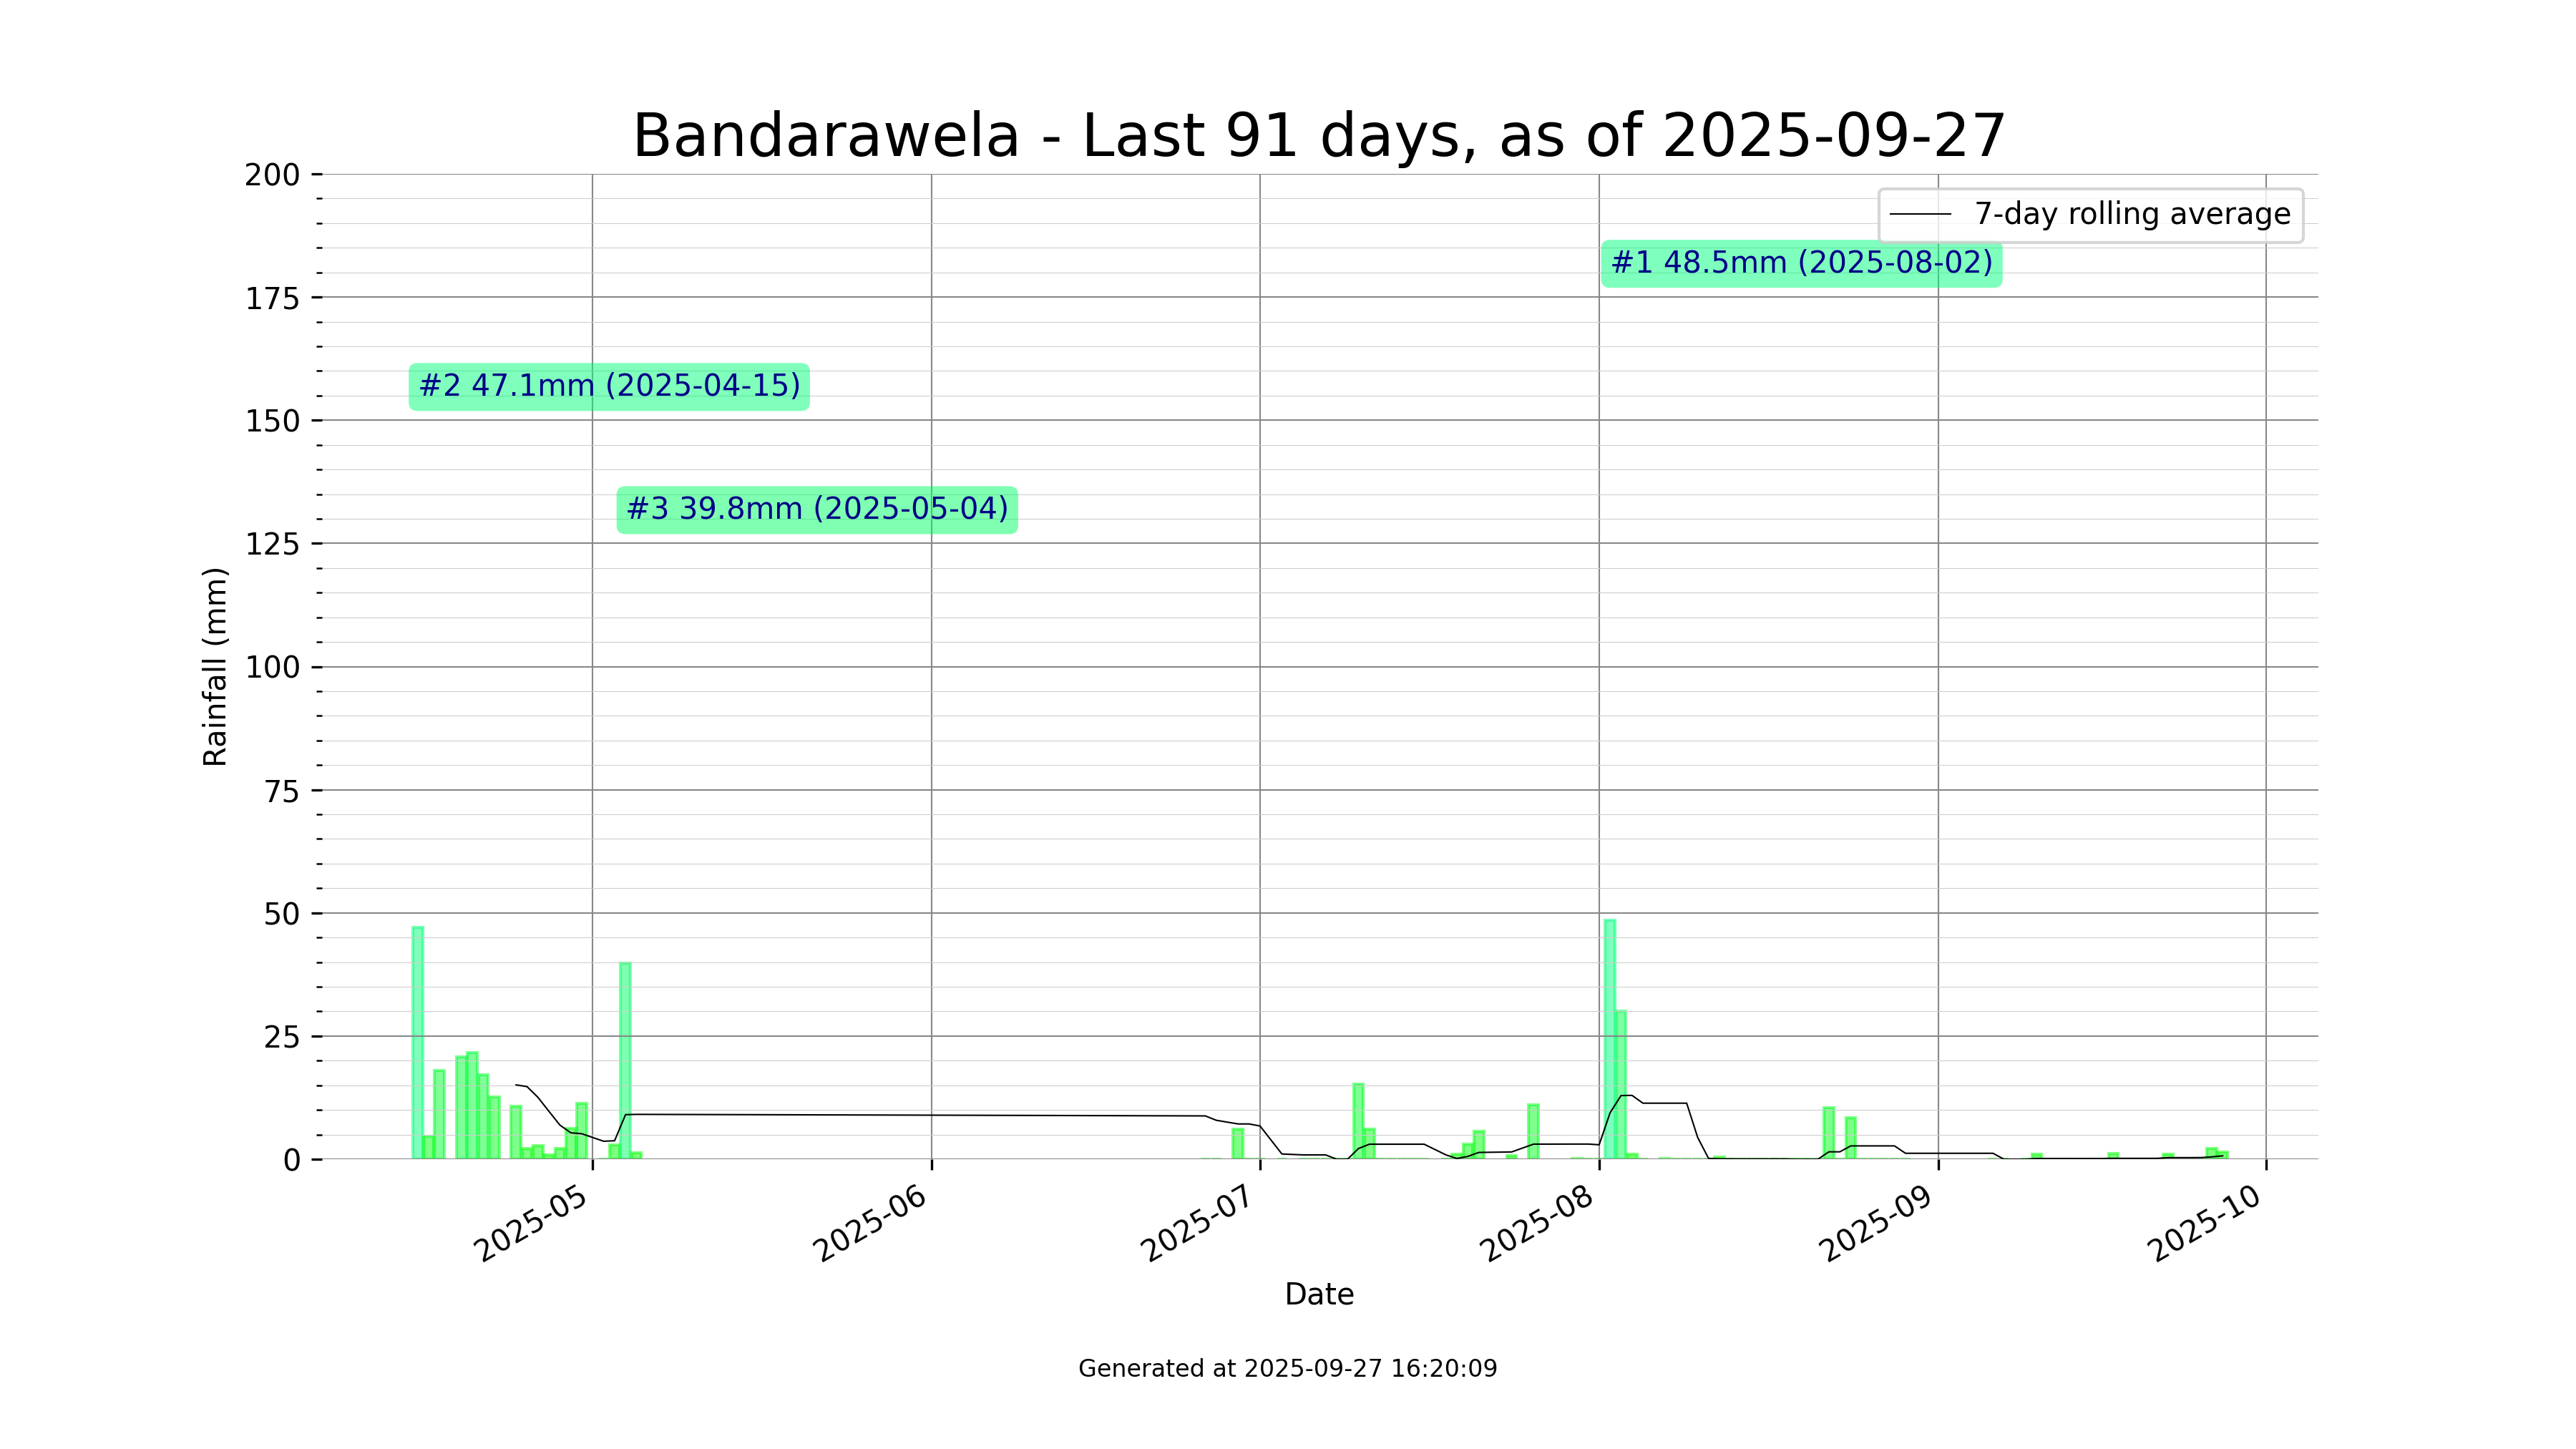 Bandarawela - Last 91 days, as of 2025-09-27
200
175
150
125
100
75
50
25
0
Rainfall (mm)
7-day rolling average
#1 48.5mm (2025-08-02)
#2 47.1mm (2025-04-15)
#3 39.8mm (2025-05-04)
2025-05
2025-06
2025-07
2025-08
2025-09
2025-10
Date
Generated at 2025-09-27 16:20:09